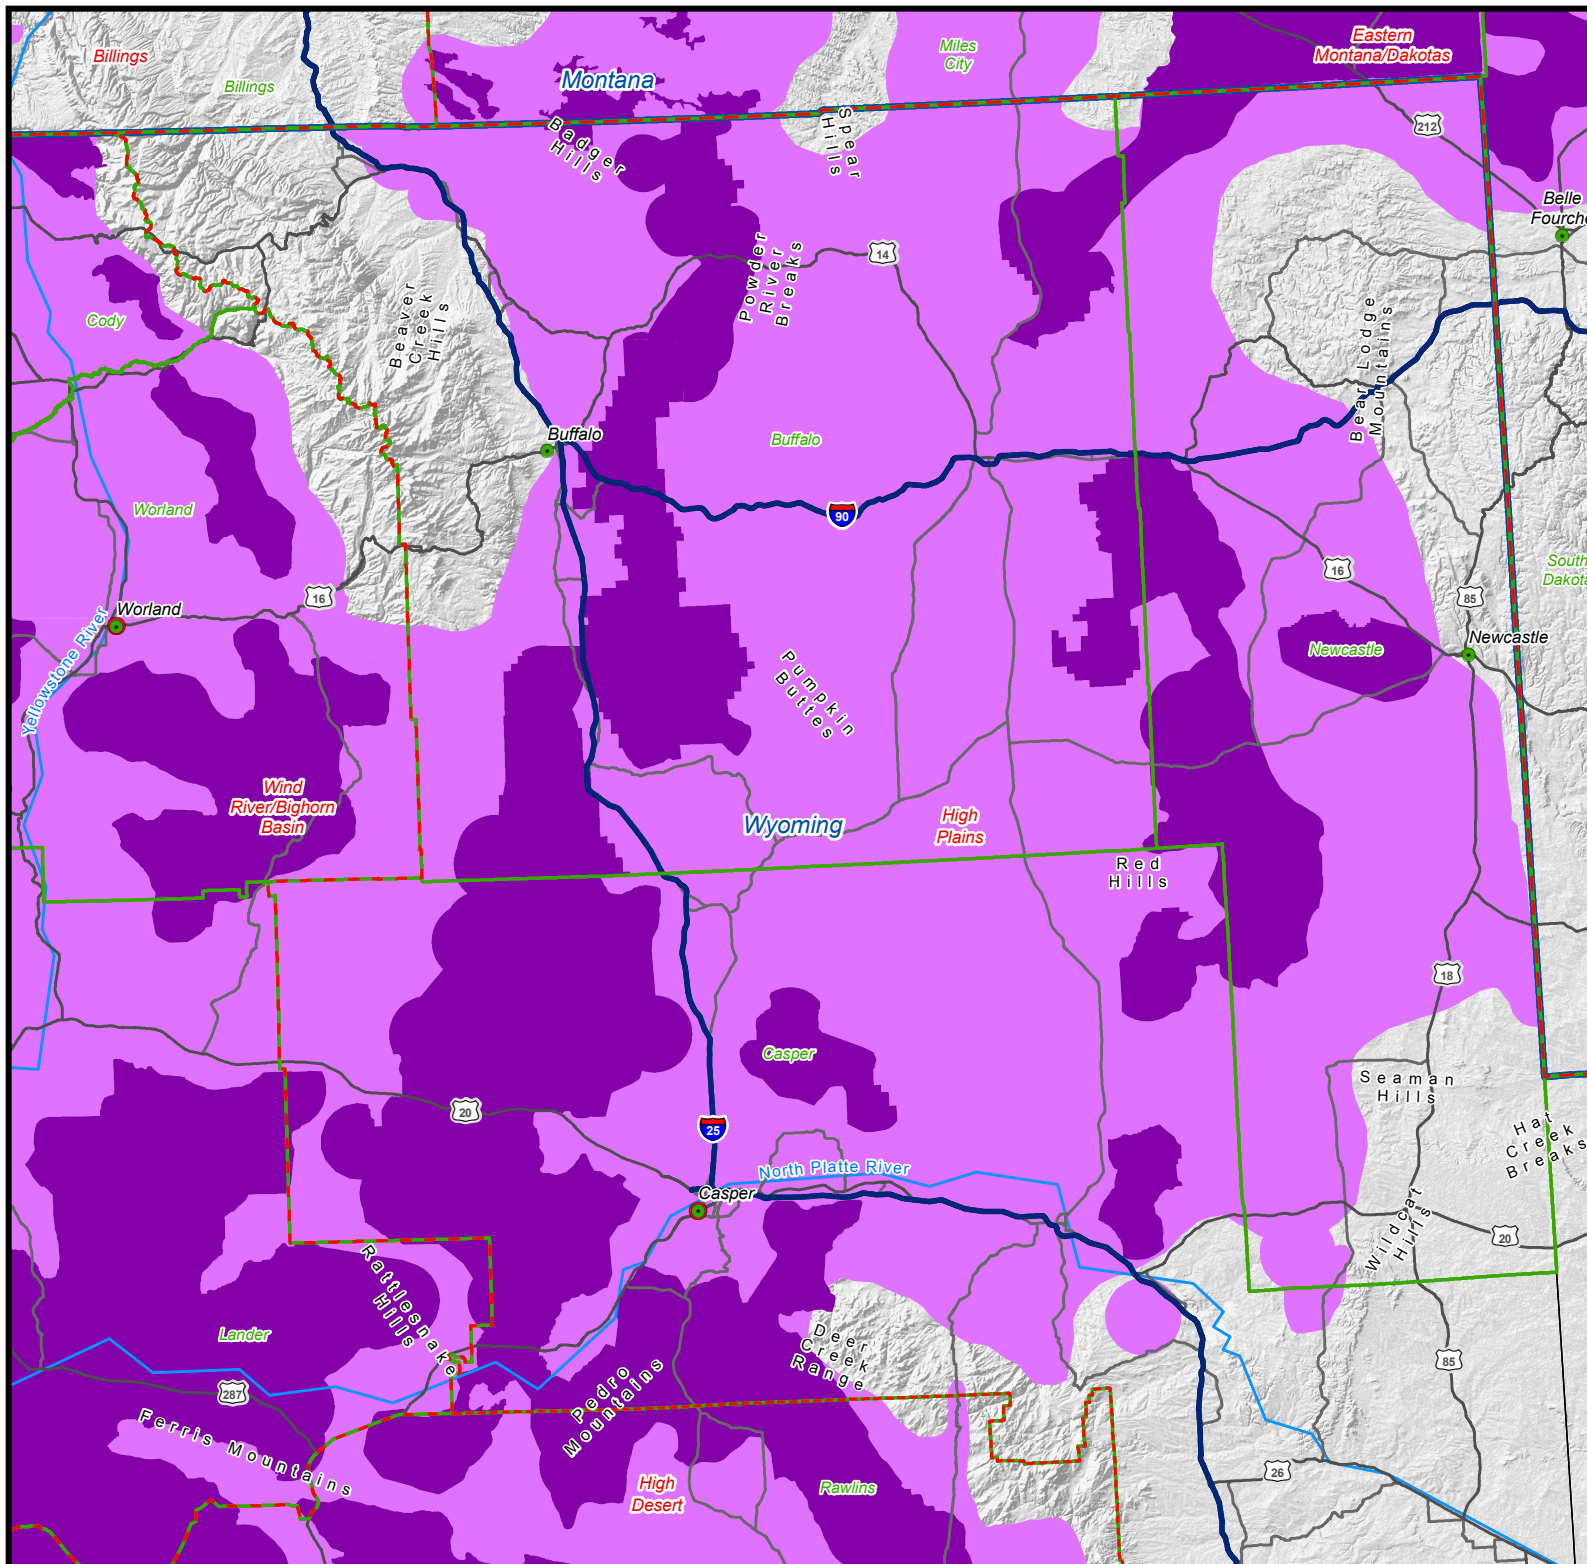 Billings
Billings
Montana
Miles
City
Eastern
Montana/Dakotas
212
Badger
Hills
Spear
Hills
Belle
Fourche
14
Powder
River
Breaks
Beaver
Creek
Hills
Cody
Bear Lodge
Mountains
Buffalo
Buffalo
Worland
90
16
16
South
Dakota
85
Worland
Newcastle
Newcastle
Yellowstone River
Pumpkin
Buttes
Wind
River/Bighorn
Basin
Wyoming
High
Plains
Red
Hills
18
Casper
Seaman
Hills
20
25
Hat
Creek
Breaks
North Platte River
Casper
Wildcat
Hills
20
Rattlesnake
Hills
Lander
Deer
Creek
Range
85
287
Pedro
Mountains
Ferris Mountains
26
High
Desert
Rawlins